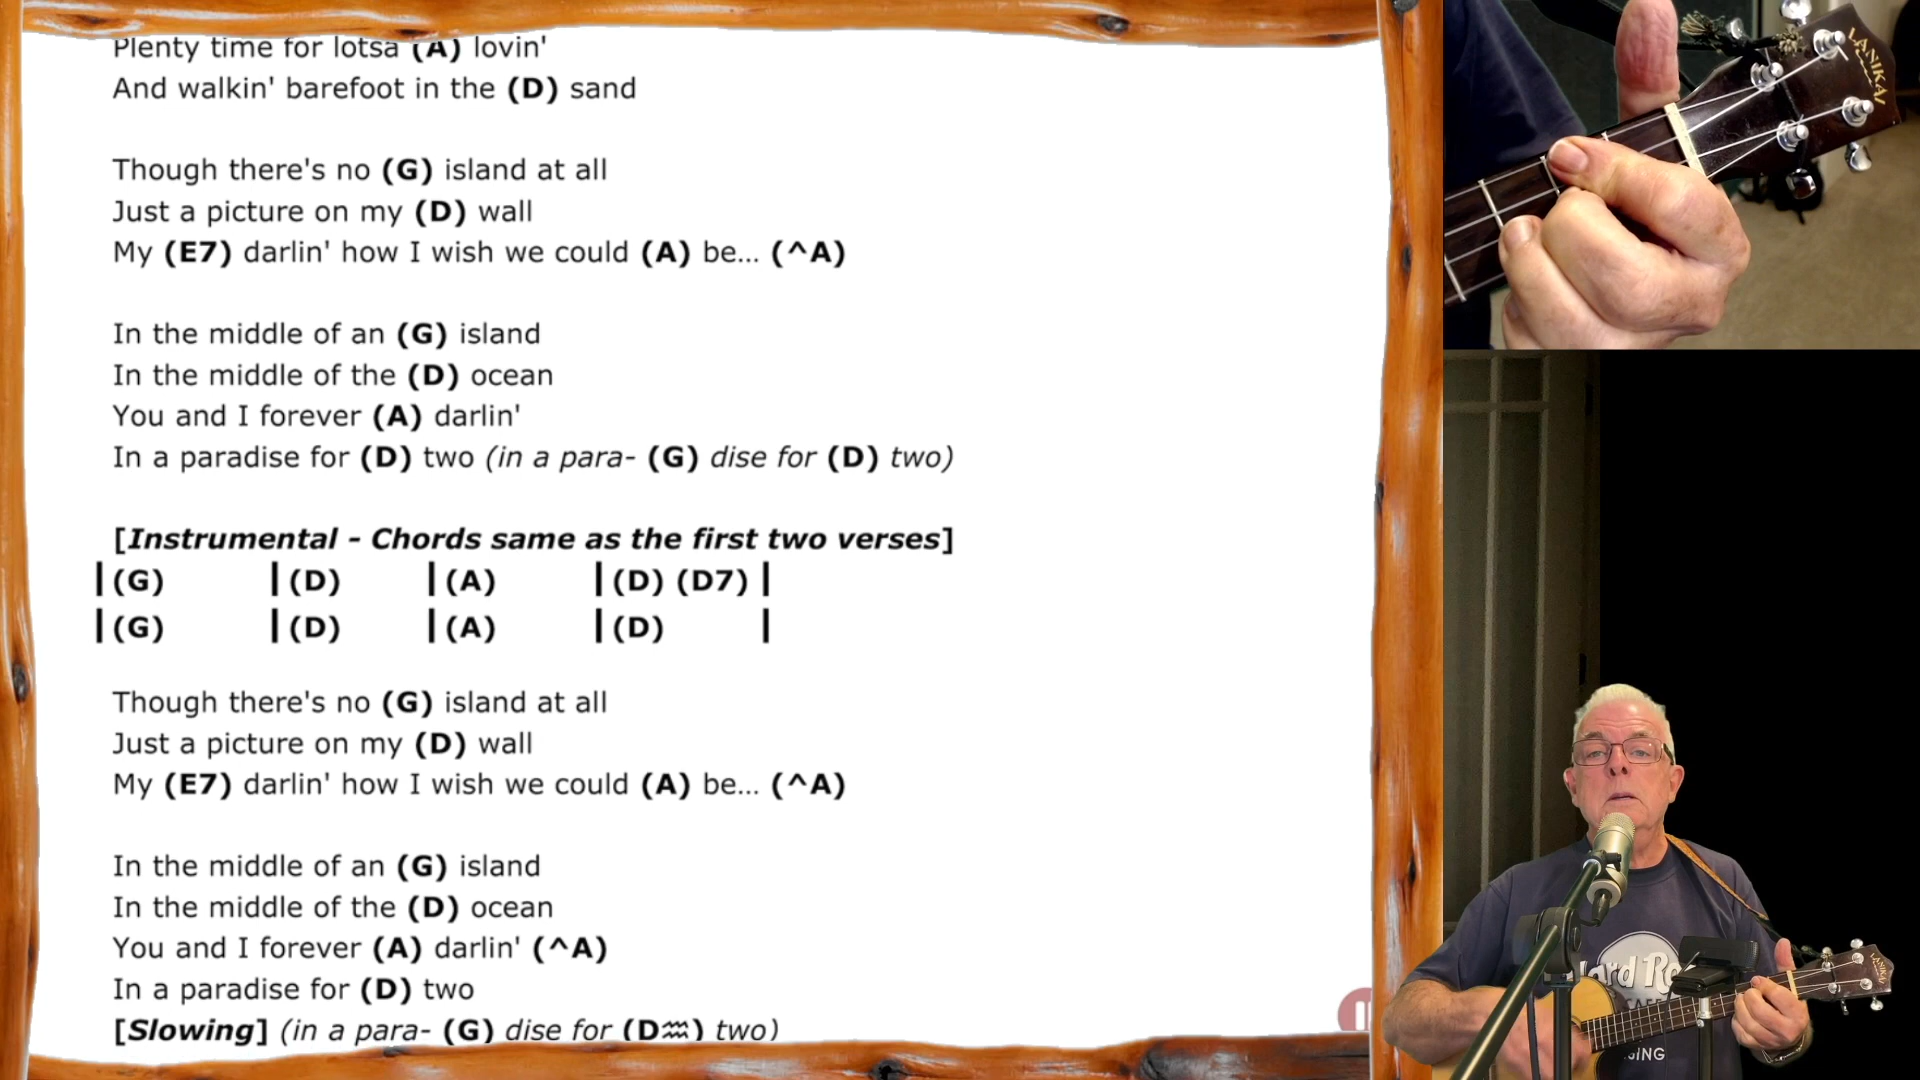 Plenty time for lotsa (A) lovin'
And walkin' barefoot in the (D) sand
Though there's no (G) island at all
Just a picture on my (D) wall
My (E7) darlin' how I wish we could (A) be... (^A)
In the middle of an (G) island
In the middle of the (D) ocean
You and I forever (A) darlin'
In a paradise for (D) two (in a para- (G) dise for (D) two)
[Instrumental - Chords same as the first two verses]
|(G) |(D) |(A) |(D) (D7) |
|(G) |(D) |(A) |(D) |
Though there's no (G) island at all
Just a picture on my (D) wall
My (E7) darlin' how I wish we could (A) be... (^A)
In the middle of an (G) island
In the middle of the (D) ocean
You and I forever (A) darlin' (^A)
In a paradise for (D) two
[Slowing] (in a para- (G) dise for (D♒) two)
LANIKAI
LANIKAI